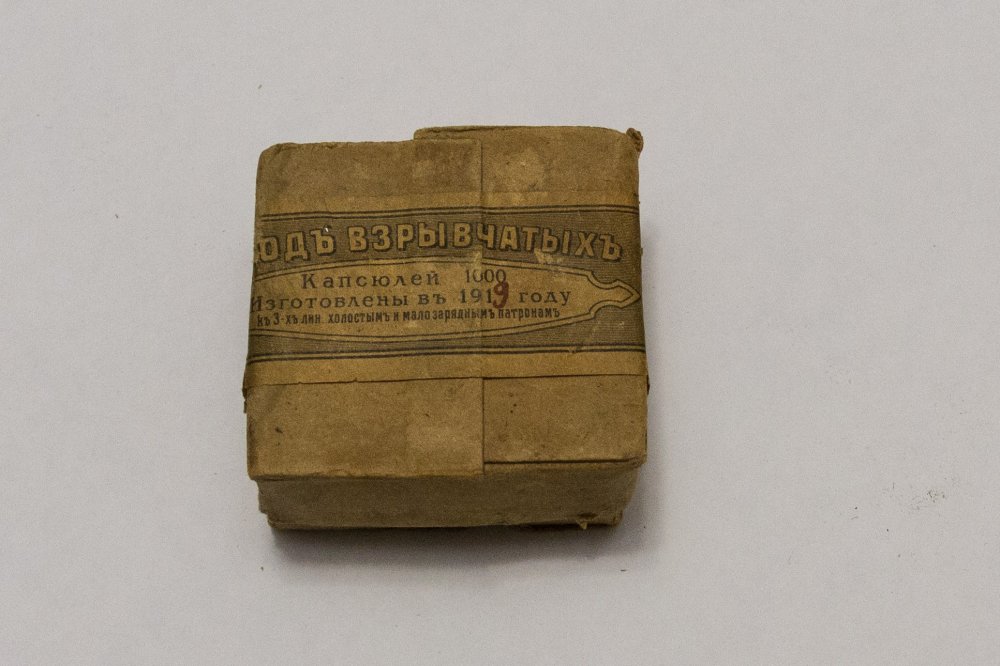 ОДЪ ВЗРЫВЧАТЫХЪ
Капсюлей 1000
Изготовлены въ 1919 году
къ 3-хъ лин. холостымъ и малозаряднымъ патронамъ